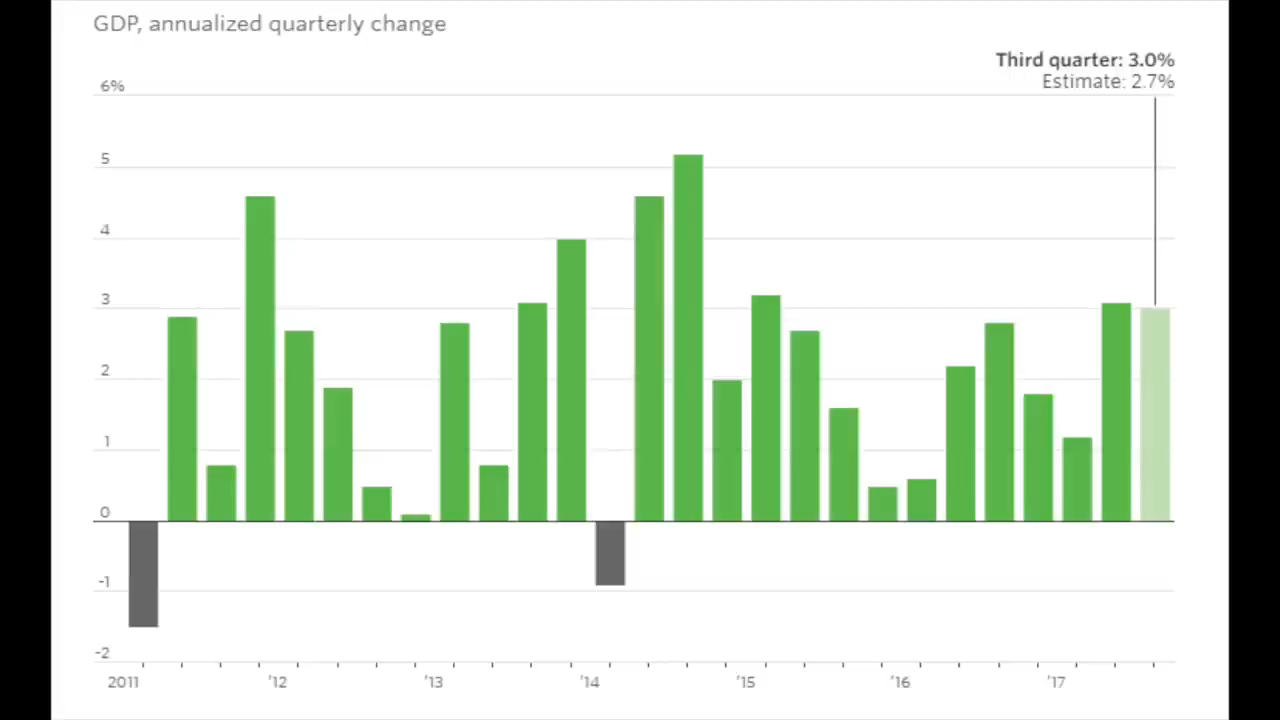 GDP, annualized quarterly change
Third quarter: 3.0%
Estimate: 2.7%
6%
5
4
3
2
1
0
-1
-2
2011 '12 '13 '14 '15 '16 '17